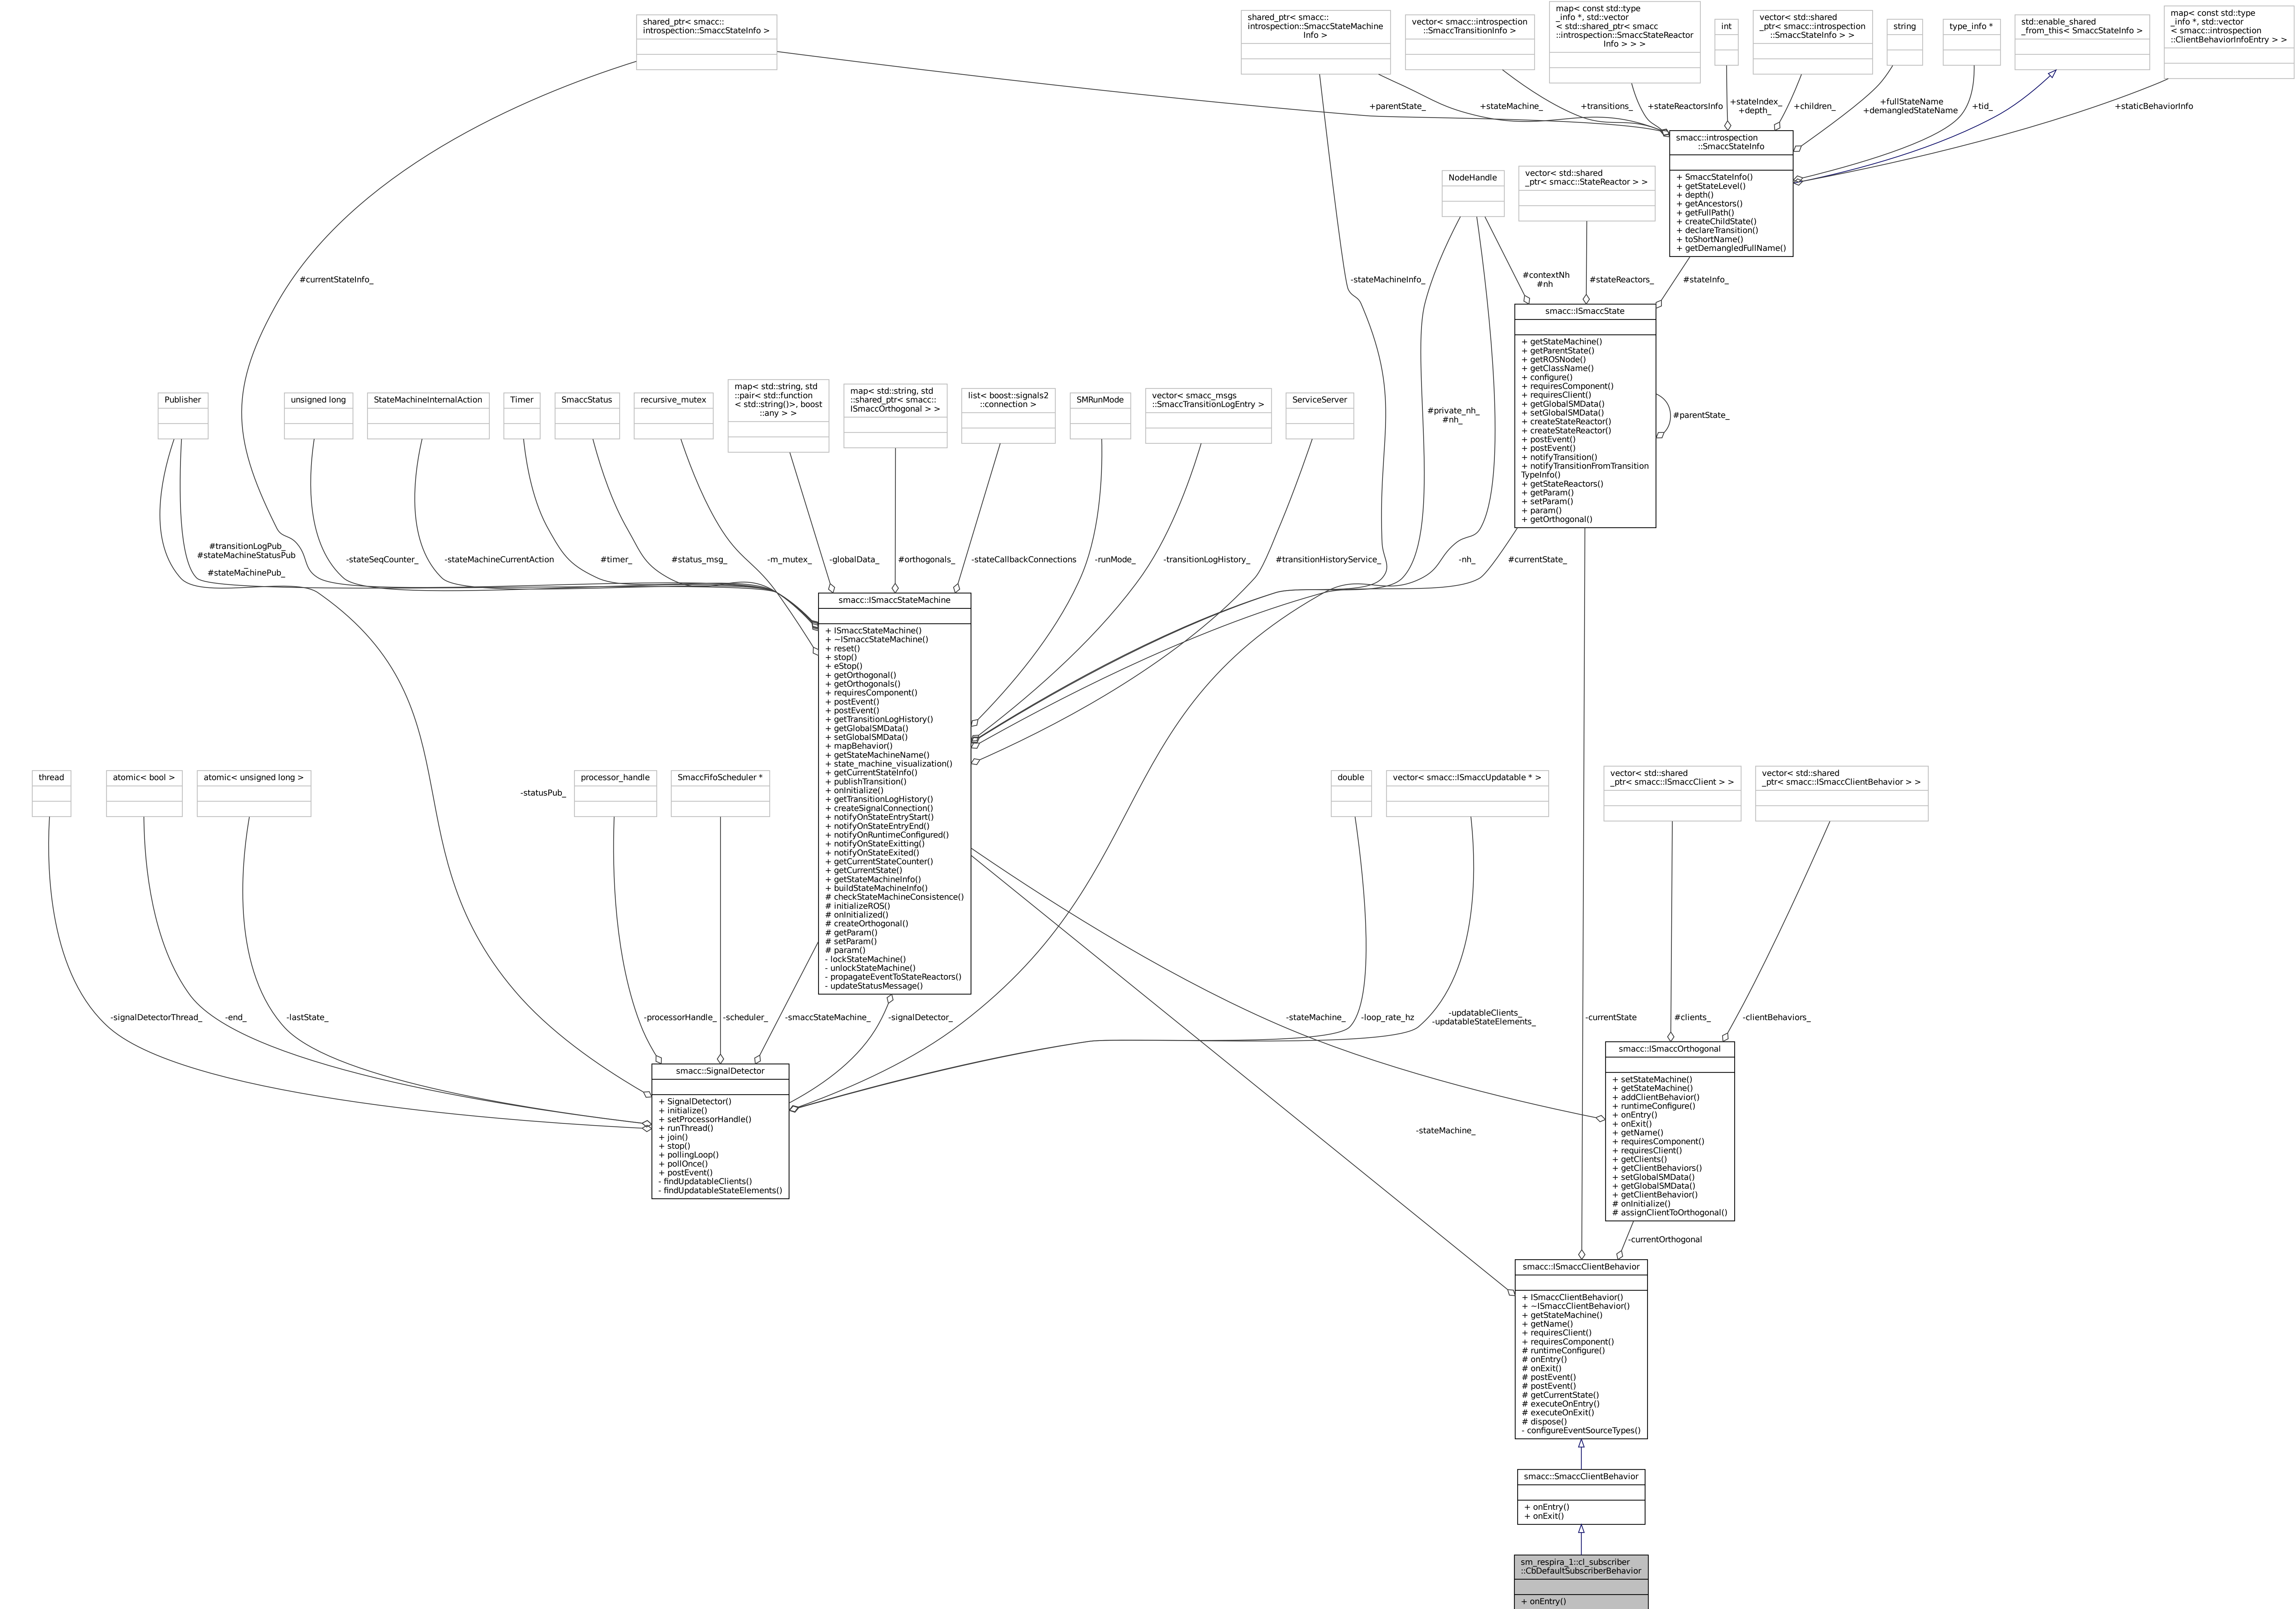 shared_ptr< smacc::
introspection::SmaccStateInfo >
shared_ptr< smacc::
introspection::SmaccStateMachine
Info >
vector< smacc::introspection
::SmaccTransitionInfo >
map< const std::type
_info *, std::vector
< std::shared_ptr< smacc
::introspection::SmaccStateReactor
Info > > >
int
vector< std::shared
_ptr< smacc::introspection
::SmaccStateInfo > >
string
type_info *
std::enable_shared
_from_this< SmaccStateInfo >
map< const std::type
_info *, std::vector
< smacc::introspection
::ClientBehaviorInfoEntry > >
+parentState_
+stateMachine_
+transitions_
+stateReactorsInfo
+stateIndex_
+depth_
+children_
+fullStateName
+demangledStateName
+tid_
+staticBehaviorInfo
smacc::introspection
::SmaccStateInfo
+ SmaccStateInfo()
+ getStateLevel()
+ depth()
+ getAncestors()
+ getFullPath()
+ createChildState()
+ declareTransition()
+ toShortName()
+ getDemangledFullName()
NodeHandle
vector< std::shared
_ptr< smacc::StateReactor > >
#currentStateInfo_
-stateMachineInfo_
#contextNh
#nh
#stateReactors_
#stateInfo_
smacc::ISmaccState
+ getStateMachine()
+ getParentState()
+ getROSNode()
+ getClassName()
+ configure()
+ requiresComponent()
+ requiresClient()
+ getGlobalSMData()
+ setGlobalSMData()
+ createStateReactor()
+ createStateReactor()
+ postEvent()
+ postEvent()
+ notifyTransition()
+ notifyTransitionFromTransition
TypeInfo()
+ getStateReactors()
+ getParam()
+ setParam()
+ param()
+ getOrthogonal()
#parentState_
Publisher
unsigned long
StateMachineInternalAction
Timer
SmaccStatus
recursive_mutex
map< std::string, std
::pair< std::function
< std::string()>, boost
::any > >
map< std::string, std
::shared_ptr< smacc::
ISmaccOrthogonal > >
list< boost::signals2
::connection >
SMRunMode
vector< smacc_msgs
::SmaccTransitionLogEntry >
ServiceServer
#private_nh_
#nh_
#transitionLogPub_
#stateMachineStatusPub
_
#stateMachinePub_
-stateSeqCounter_
-stateMachineCurrentAction
#timer_
#status_msg_
-m_mutex_
-globalData_
#orthogonals_
-stateCallbackConnections
-runMode_
-transitionLogHistory_
#transitionHistoryService_
-nh_
#currentState_
smacc::ISmaccStateMachine
+ ISmaccStateMachine()
+ ~ISmaccStateMachine()
+ reset()
+ stop()
+ eStop()
+ getOrthogonal()
+ getOrthogonals()
+ requiresComponent()
+ postEvent()
+ postEvent()
+ getTransitionLogHistory()
+ getGlobalSMData()
+ setGlobalSMData()
+ mapBehavior()
+ getStateMachineName()
+ state_machine_visualization()
+ getCurrentStateInfo()
+ publishTransition()
+ onInitialize()
+ getTransitionLogHistory()
+ createSignalConnection()
+ notifyOnStateEntryStart()
+ notifyOnStateEntryEnd()
+ notifyOnRuntimeConfigured()
+ notifyOnStateExitting()
+ notifyOnStateExited()
+ getCurrentStateCounter()
+ getCurrentState()
+ getStateMachineInfo()
+ buildStateMachineInfo()
# checkStateMachineConsistence()
# initializeROS()
# onInitialized()
# createOrthogonal()
# getParam()
# setParam()
# param()
- lockStateMachine()
- unlockStateMachine()
- propagateEventToStateReactors()
- updateStatusMessage()
thread
atomic< bool >
atomic< unsigned long >
-statusPub_
processor_handle
SmaccFifoScheduler *
double
vector< smacc::ISmaccUpdatable * >
vector< std::shared
_ptr< smacc::ISmaccClient > >
vector< std::shared
_ptr< smacc::ISmaccClientBehavior > >
-signalDetectorThread_
-end_
-lastState_
-processorHandle_
-scheduler_
-smaccStateMachine_
-signalDetector_
-stateMachine_
-loop_rate_hz
-updatableClients_
-updatableStateElements_
-currentState
#clients_
-clientBehaviors_
smacc::SignalDetector
+ SignalDetector()
+ initialize()
+ setProcessorHandle()
+ runThread()
+ join()
+ stop()
+ pollingLoop()
+ pollOnce()
+ postEvent()
- findUpdatableClients()
- findUpdatableStateElements()
smacc::ISmaccOrthogonal
+ setStateMachine()
+ getStateMachine()
+ addClientBehavior()
+ runtimeConfigure()
+ onEntry()
+ onExit()
+ getName()
+ requiresComponent()
+ requiresClient()
+ getClients()
+ getClientBehaviors()
+ setGlobalSMData()
+ getGlobalSMData()
+ getClientBehavior()
# onInitialize()
# assignClientToOrthogonal()
-stateMachine_
-currentOrthogonal
smacc::ISmaccClientBehavior
+ ISmaccClientBehavior()
+ ~ISmaccClientBehavior()
+ getStateMachine()
+ getName()
+ requiresClient()
+ requiresComponent()
# runtimeConfigure()
# onEntry()
# onExit()
# postEvent()
# postEvent()
# getCurrentState()
# executeOnEntry()
# executeOnExit()
# dispose()
- configureEventSourceTypes()
smacc::SmaccClientBehavior
+ onEntry()
+ onExit()
sm_respira_1::cl_subscriber
::CbDefaultSubscriberBehavior
+ onEntry()